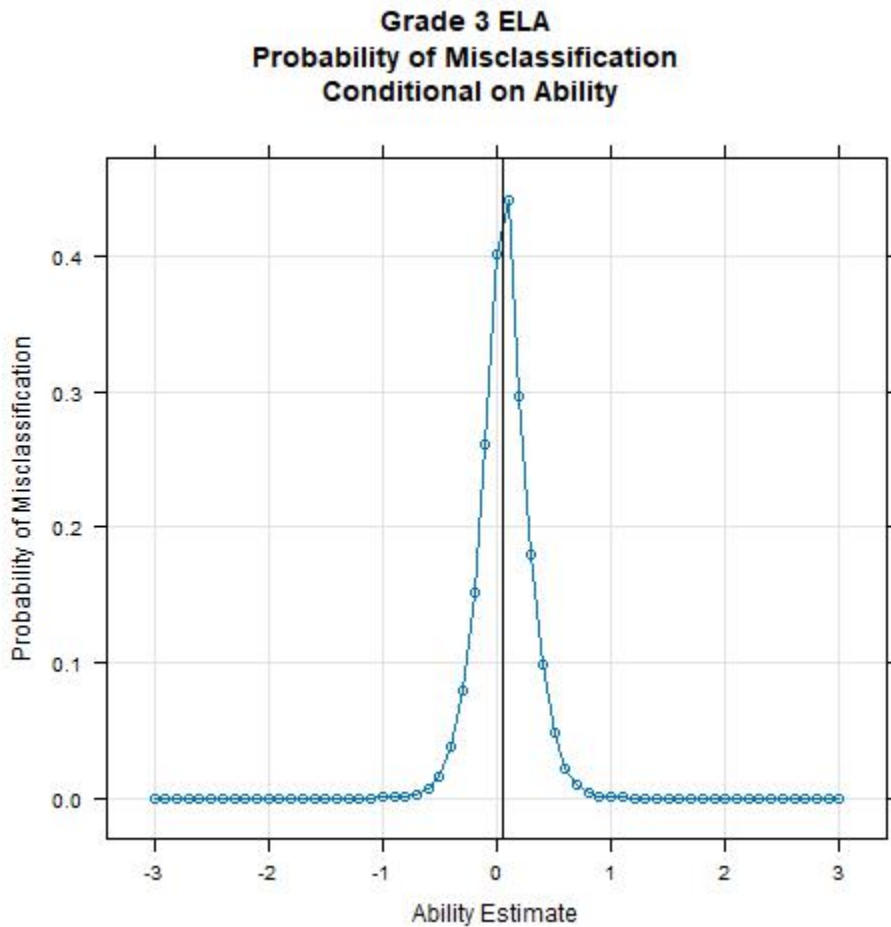 Grade 3 ELA
Probability of Misclassification
Conditional on Ability
Probability of Misclassification
0.4
0.3
0.2
0.1
0.0
-3 -2 -1 0 1 2 3
Ability Estimate